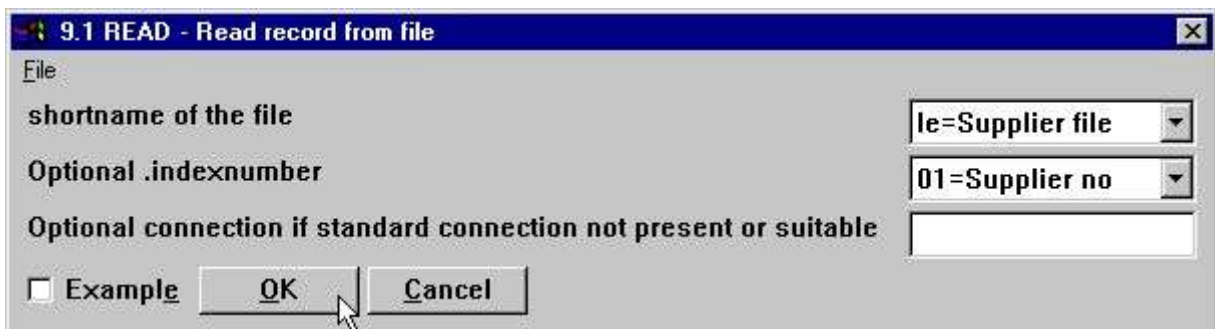 9.1 READ - Read record from file
File
shortname of the file le=Supplier file
Optional .indexnumber 01=Supplier no
Optional connection if standard connection not present or suitable
Example OK Cancel